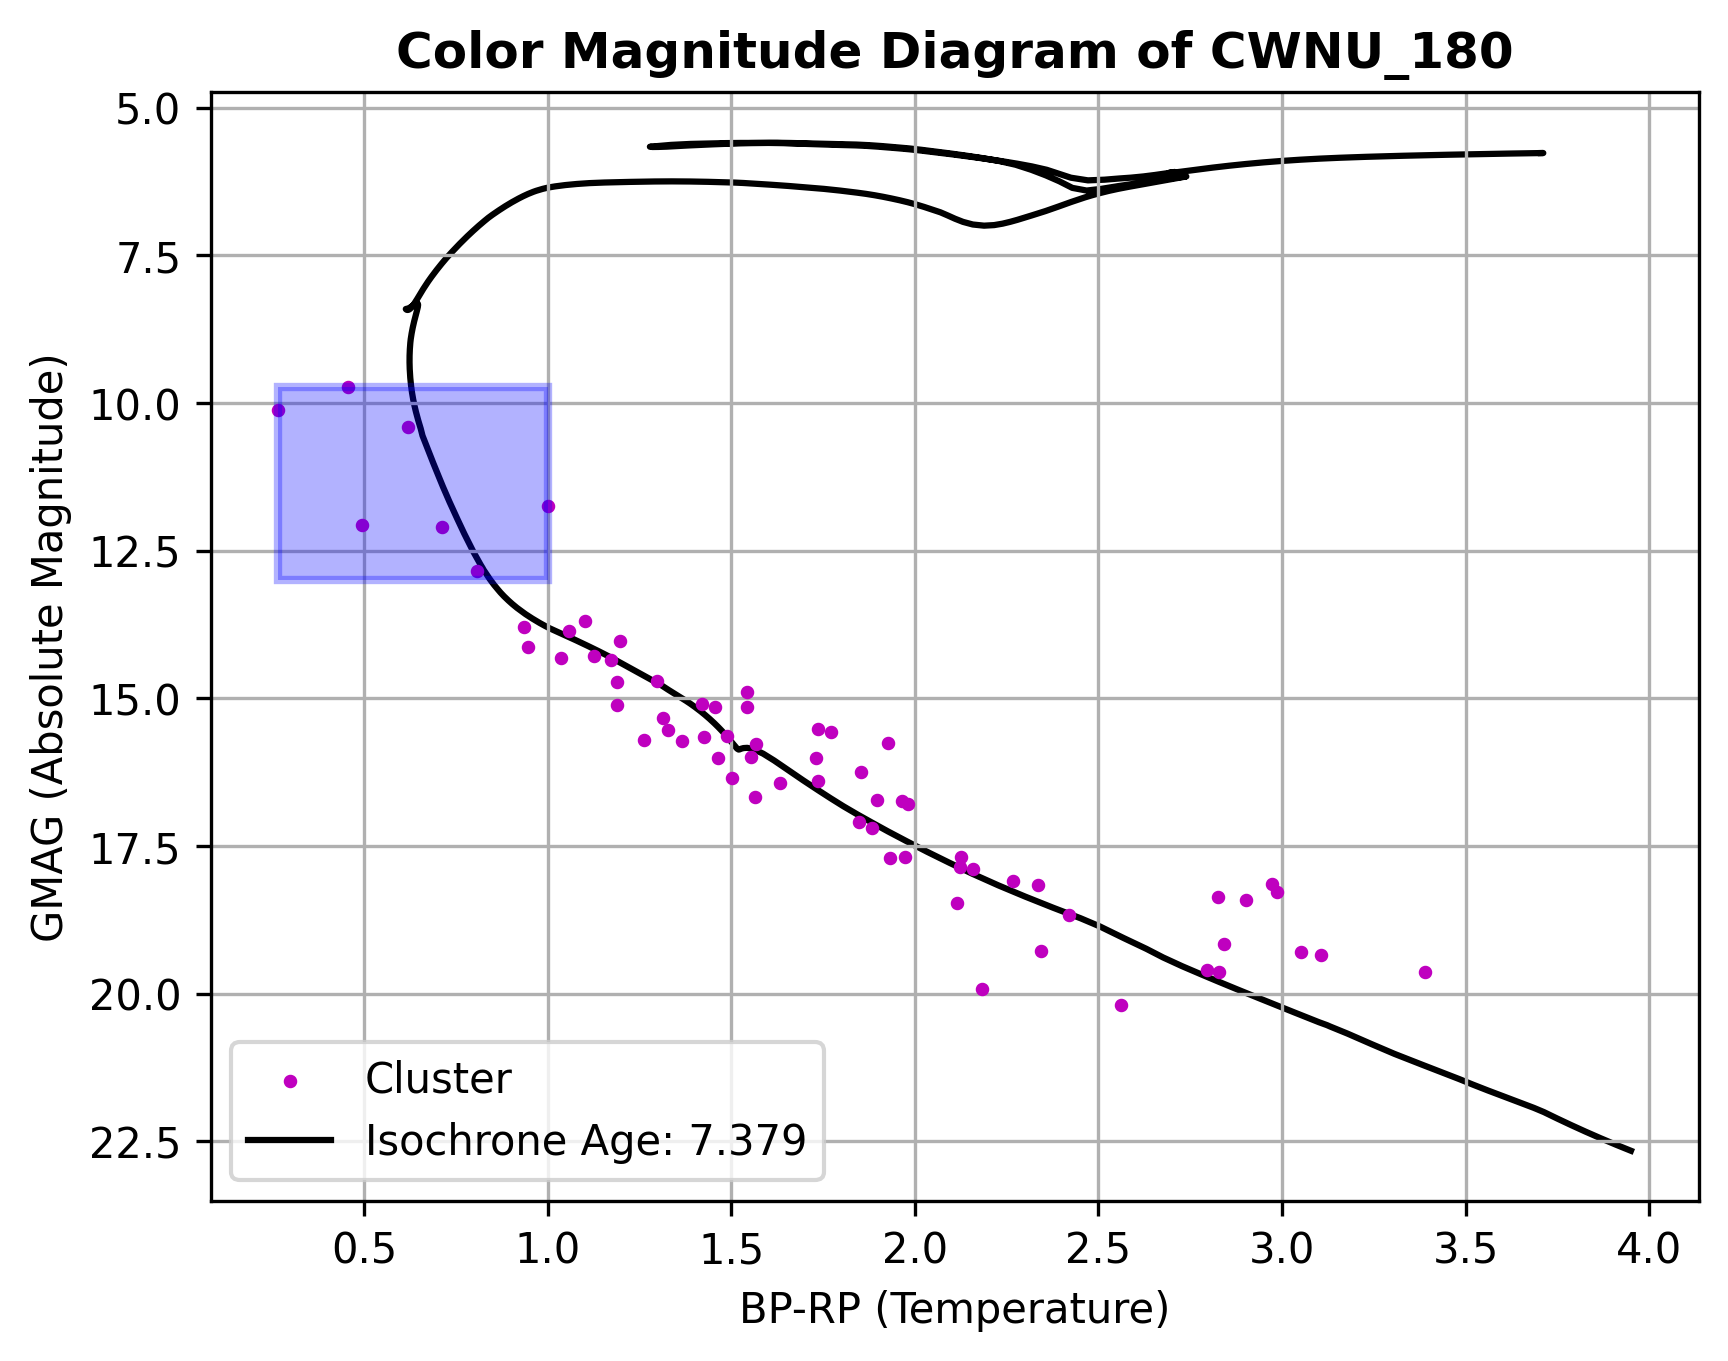 Color Magnitude Diagram of CWNU_180
GMAG (Absolute Magnitude)
5.0
7.5
10.0
12.5
15.0
17.5
20.0
22.5
Cluster
Isochrone Age: 7.379
0.5 1.0 1.5 2.0 2.5 3.0 3.5 4.0
BP-RP (Temperature)